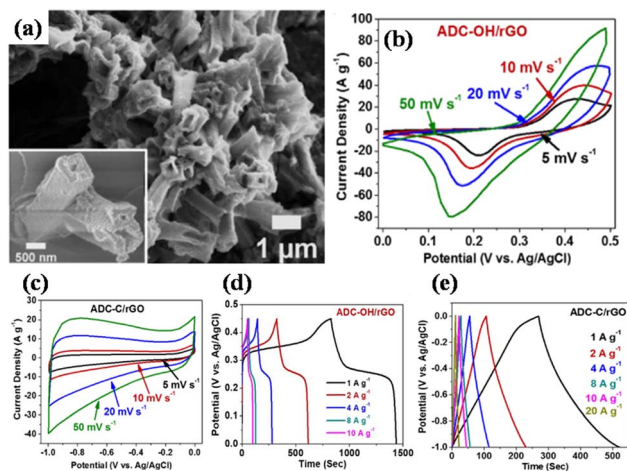 (a)
500 nm
1 µm
(b)
ADC-OH/rGO
10 mV s⁻¹
20 mV s⁻¹
50 mV s⁻¹
5 mV s⁻¹
100
80
60
40
20
0
-20
-40
-60
-80
0.0 0.1 0.2 0.3 0.4 0.5
Current Density (A g⁻¹)
Potential (V vs. Ag/AgCl)
(c)
ADC-C/rGO
5 mV s⁻¹
10 mV s⁻¹
20 mV s⁻¹
50 mV s⁻¹
40
30
20
10
0
-10
-20
-30
-40
-1.0 -0.8 -0.6 -0.4 -0.2 0.0
Current Density (A g⁻¹)
Potential (V vs. Ag/AgCl)
(d)
ADC-OH/rGO
1 A g⁻¹
2 A g⁻¹
4 A g⁻¹
8 A g⁻¹
10 A g⁻¹
0.5
0.4
0.3
0.2
0.1
0.0
0 300 600 900 1200 1500
Potential (V vs. Ag/AgCl)
Time (Sec)
(e)
ADC-C/rGO
1 A g⁻¹
2 A g⁻¹
4 A g⁻¹
8 A g⁻¹
10 A g⁻¹
20 A g⁻¹
0.0
-0.2
-0.4
-0.6
-0.8
-1.0
0 100 200 300 400 500
Potential (V vs. Ag/AgCl)
Time (Sec)